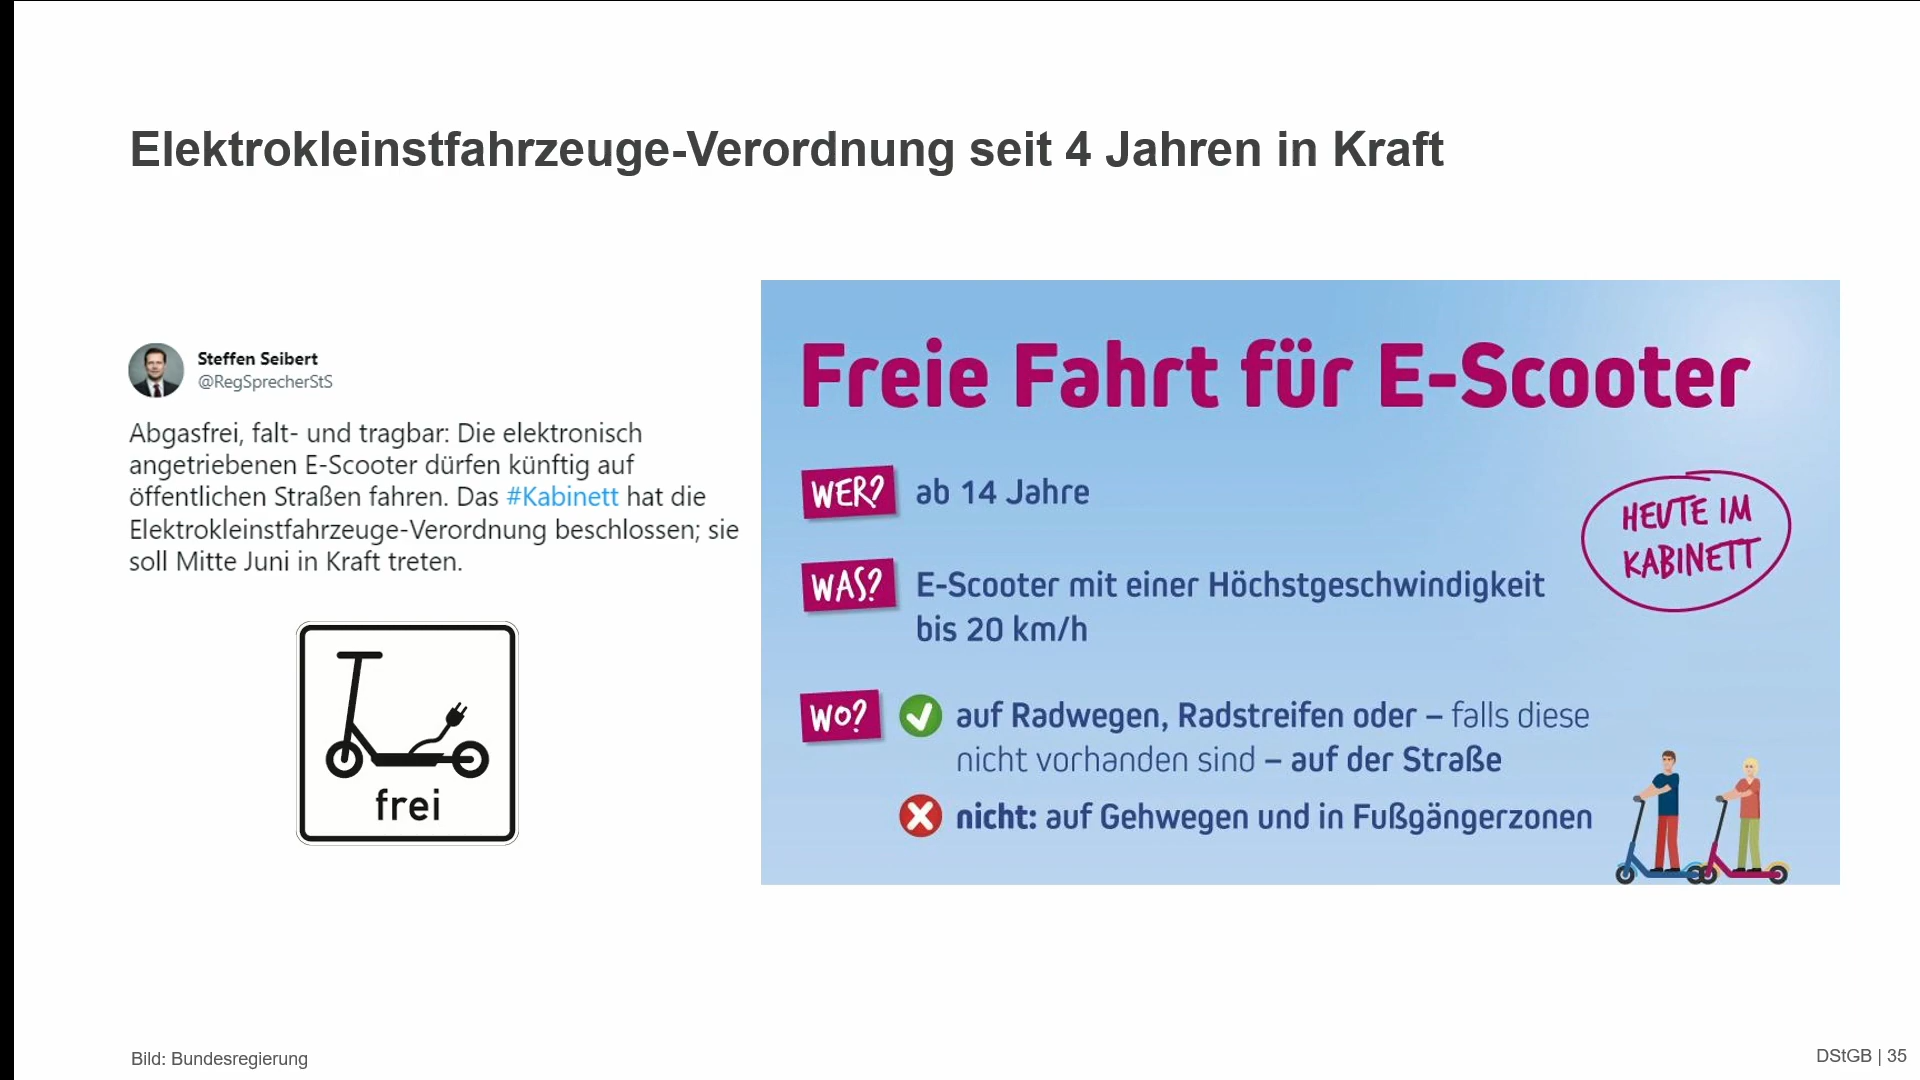 Elektrokleinstfahrzeuge-Verordnung seit 4 Jahren in Kraft
Steffen Seibert
@RegSprecherStS
Abgasfrei, falt- und tragbar: Die elektronisch
angetriebenen E-Scooter dürfen künftig auf
öffentlichen Straßen fahren. Das #Kabinett hat die
Elektrokleinstfahrzeuge-Verordnung beschlossen; sie
soll Mitte Juni in Kraft treten.
frei
Freie Fahrt für E-Scooter
WER? ab 14 Jahre
HEUTE IM
KABINETT
WAS? E-Scooter mit einer Höchstgeschwindigkeit
bis 20 km/h
WO? auf Radwegen, Radstreifen oder – falls diese
nicht vorhanden sind – auf der Straße
nicht: auf Gehwegen und in Fußgängerzonen
Bild: Bundesregierung
DStGB | 35